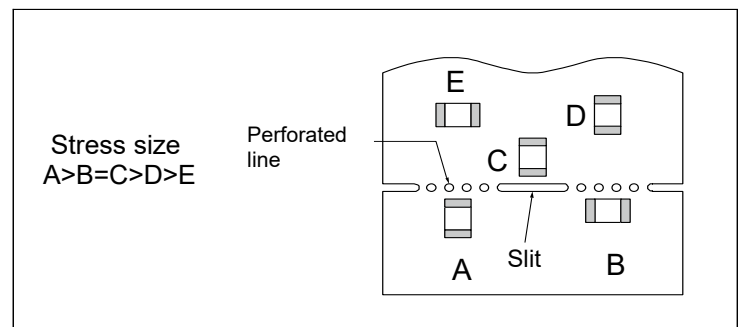 Stress size
A>B=C>D>E
Perforated
line
E
D
C
A
Slit
B